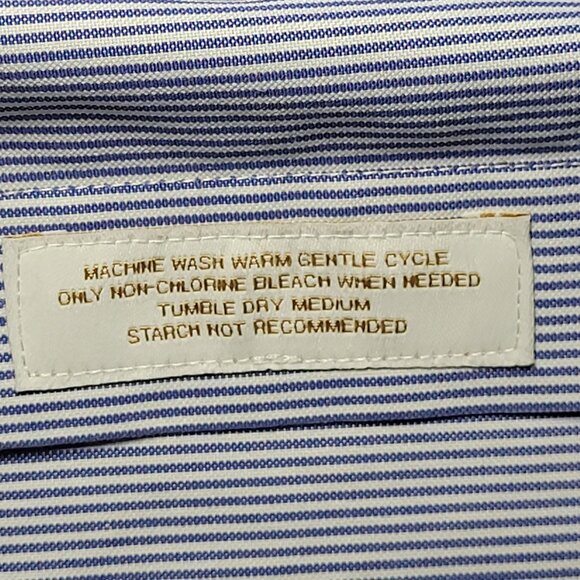 MACHINE WASH WARM GENTLE CYCLE
ONLY NON-CHLORINE BLEACH WHEN NEEDED
TUMBLE DRY MEDIUM
STARCH NOT RECOMMENDED